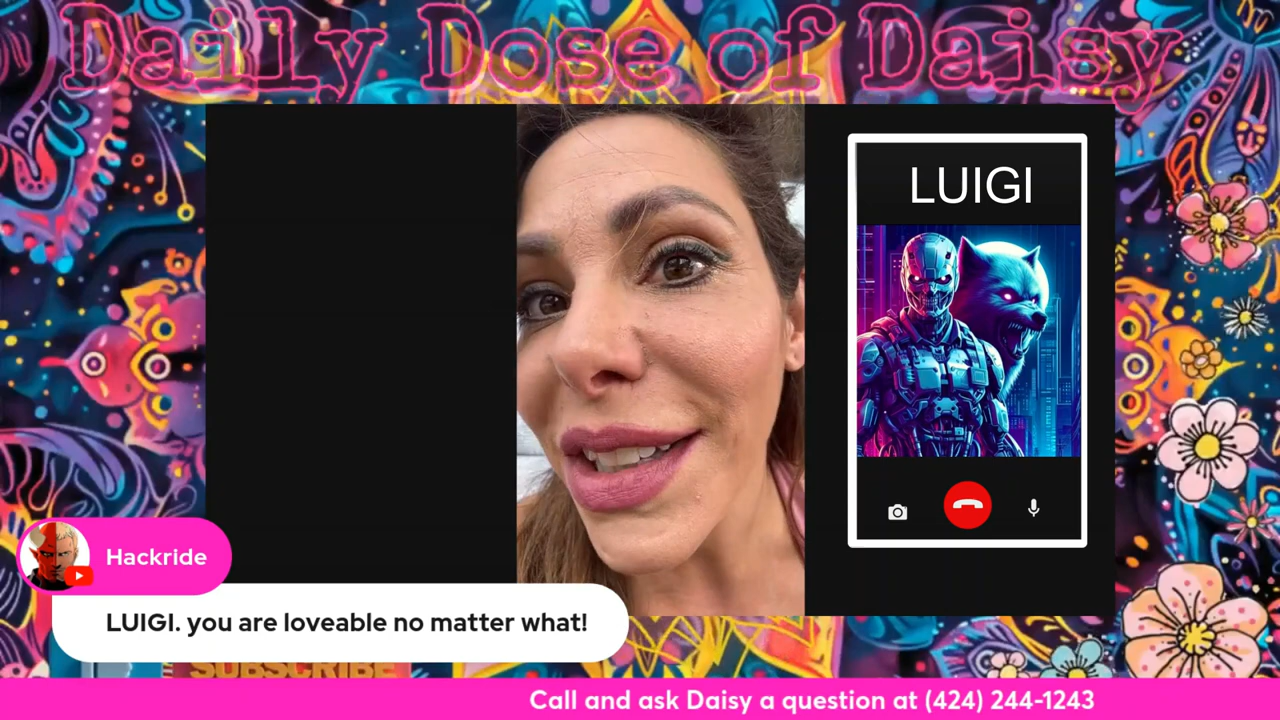 Daily Dose of Daisy
LUIGI
Hackride
LUIGI. you are loveable no matter what!
SUBSCRIBE
Call and ask Daisy a question at (424) 244-1243